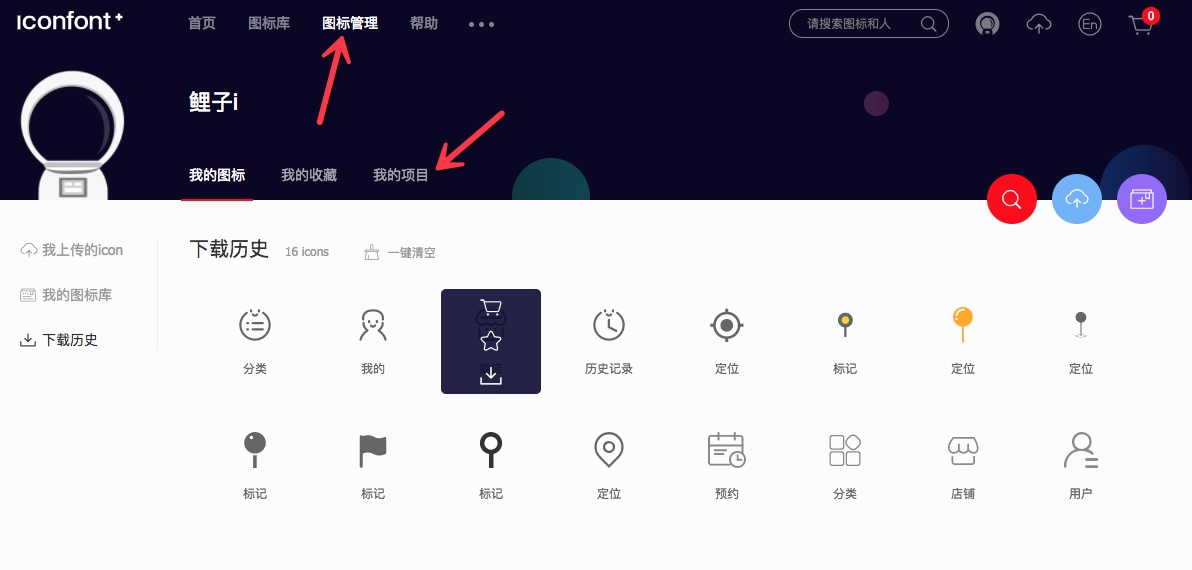 iconfont+
首页 图标库 图标管理 帮助 •••
请搜索图标和人
En
0
鲤子i
我的图标 我的收藏 我的项目
我上传的icon
我的图标库
下载历史
下载历史 16 icons 一键清空
分类 我的 历史记录 定位 标记 定位 定位
标记 标记 标记 定位 预约 分类 店铺 用户